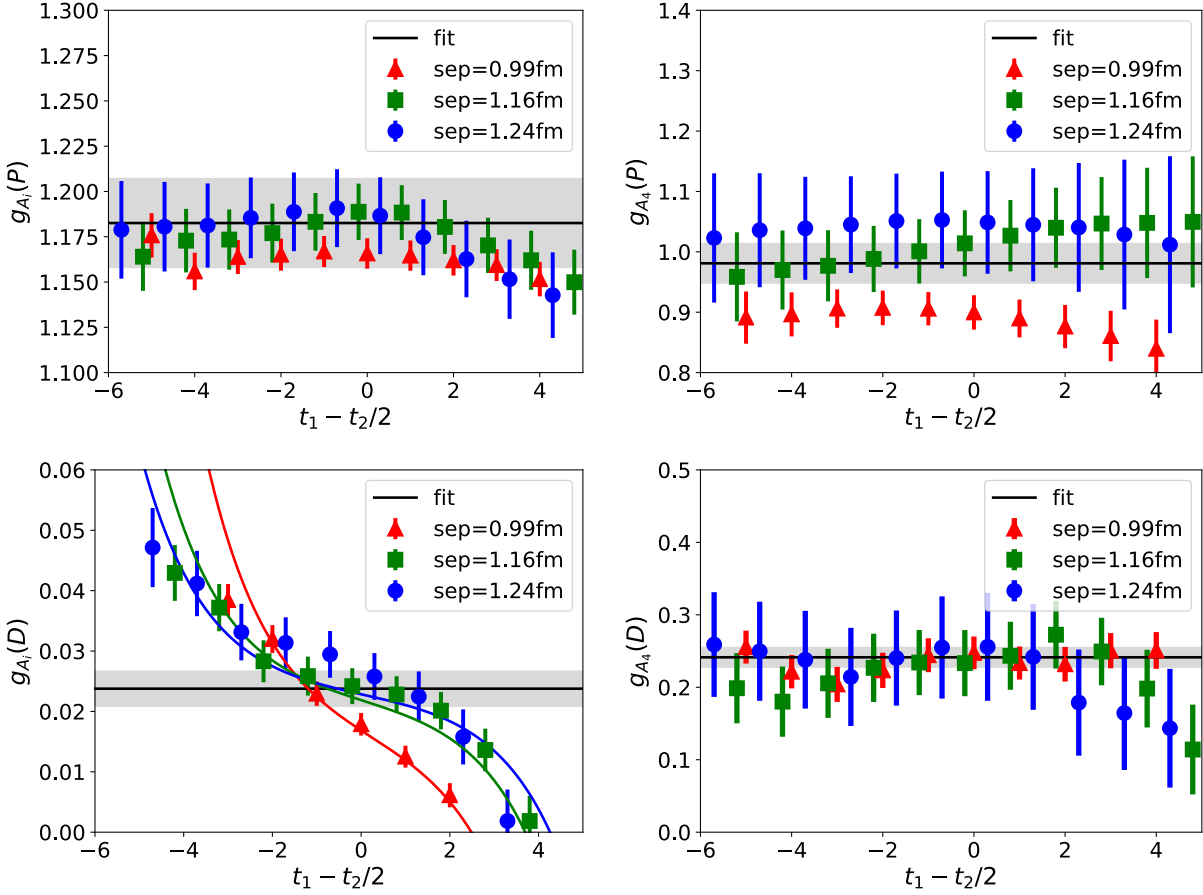 1.300
1.275
1.250
1.225
1.200
1.175
1.150
1.125
1.100
g_{A_i}(P)
−6 −4 −2 0 2 4
t_1 − t_2/2
fit
sep=0.99fm
sep=1.16fm
sep=1.24fm
1.4
1.3
1.2
1.1
1.0
0.9
0.8
g_{A_4}(P)
−6 −4 −2 0 2 4
t_1 − t_2/2
fit
sep=0.99fm
sep=1.16fm
sep=1.24fm
0.06
0.05
0.04
0.03
0.02
0.01
0.00
g_{A_i}(D)
−6 −4 −2 0 2 4
t_1 − t_2/2
fit
sep=0.99fm
sep=1.16fm
sep=1.24fm
0.5
0.4
0.3
0.2
0.1
0.0
g_{A_4}(D)
−6 −4 −2 0 2 4
t_1 − t_2/2
fit
sep=0.99fm
sep=1.16fm
sep=1.24fm